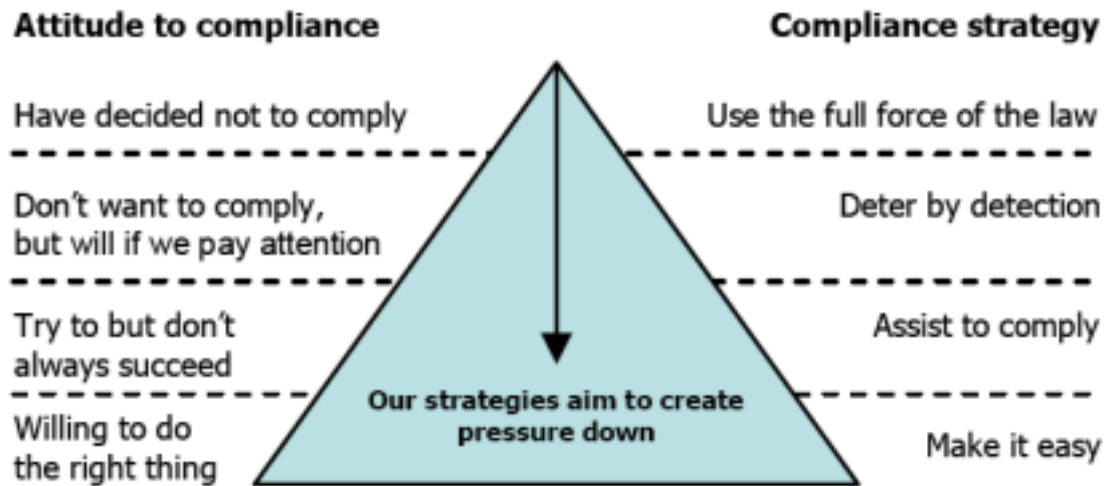 Attitude to compliance
Compliance strategy
Have decided not to comply
Use the full force of the law
Don't want to comply,
but will if we pay attention
Deter by detection
Try to but don't
always succeed
Assist to comply
Our strategies aim to create
pressure down
Willing to do
the right thing
Make it easy